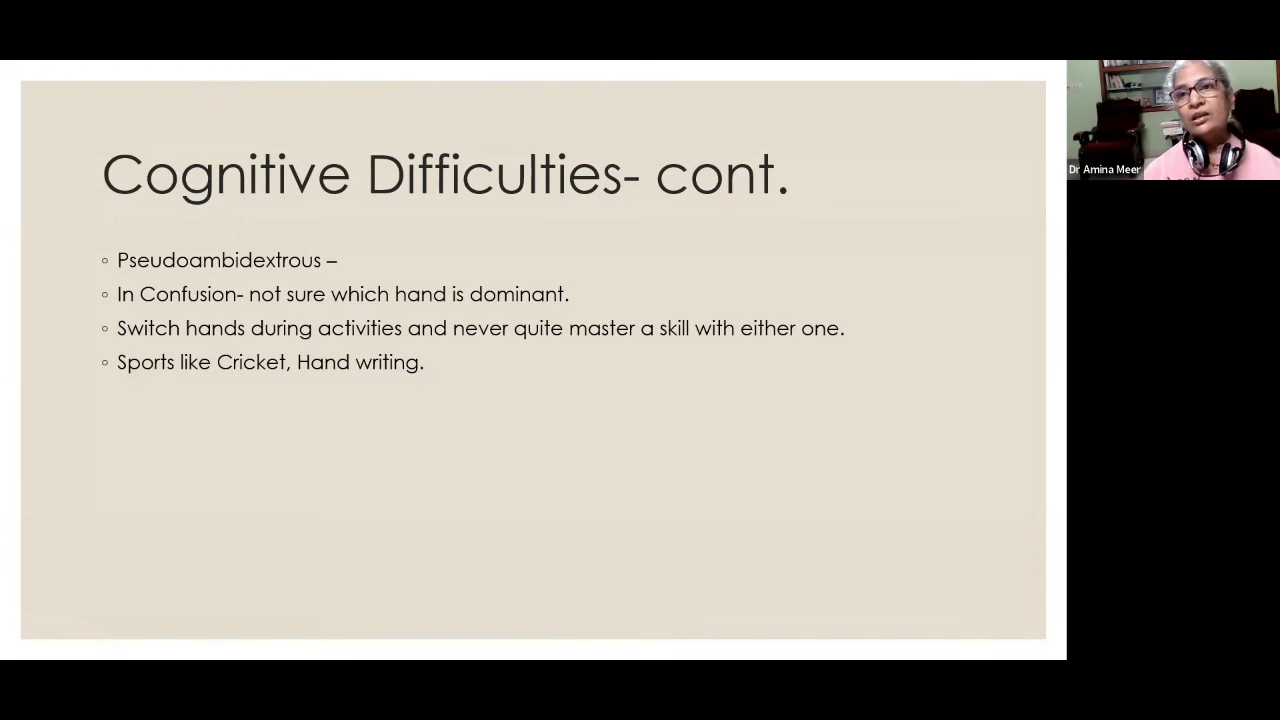 Cognitive Difficulties- cont.
◦ Pseudoambidextrous –
◦ In Confusion- not sure which hand is dominant.
◦ Switch hands during activities and never quite master a skill with either one.
◦ Sports like Cricket, Hand writing.
Dr Amina Meer